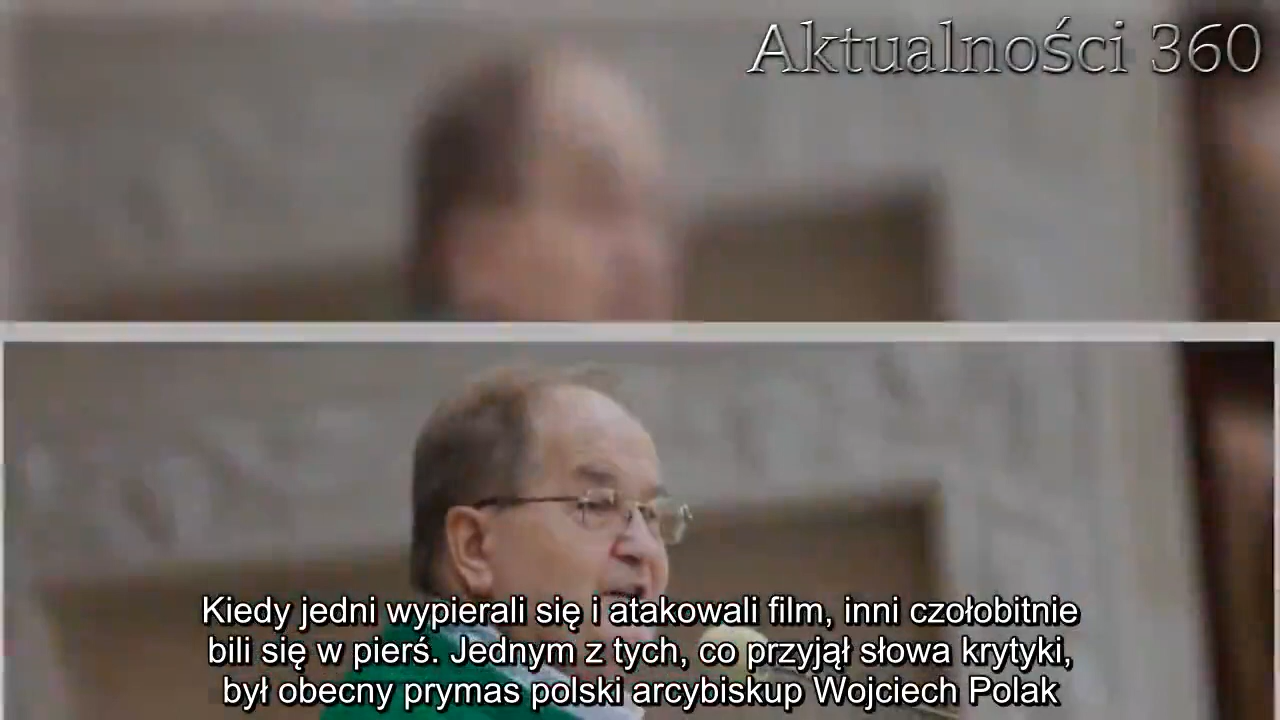 Aktualności 360
Kiedy jedni wypierali się i atakowali film, inni czołobitnie
bili się w pierś. Jednym z tych, co przyjął słowa krytyki,
był obecny prymas polski arcybiskup Wojciech Polak